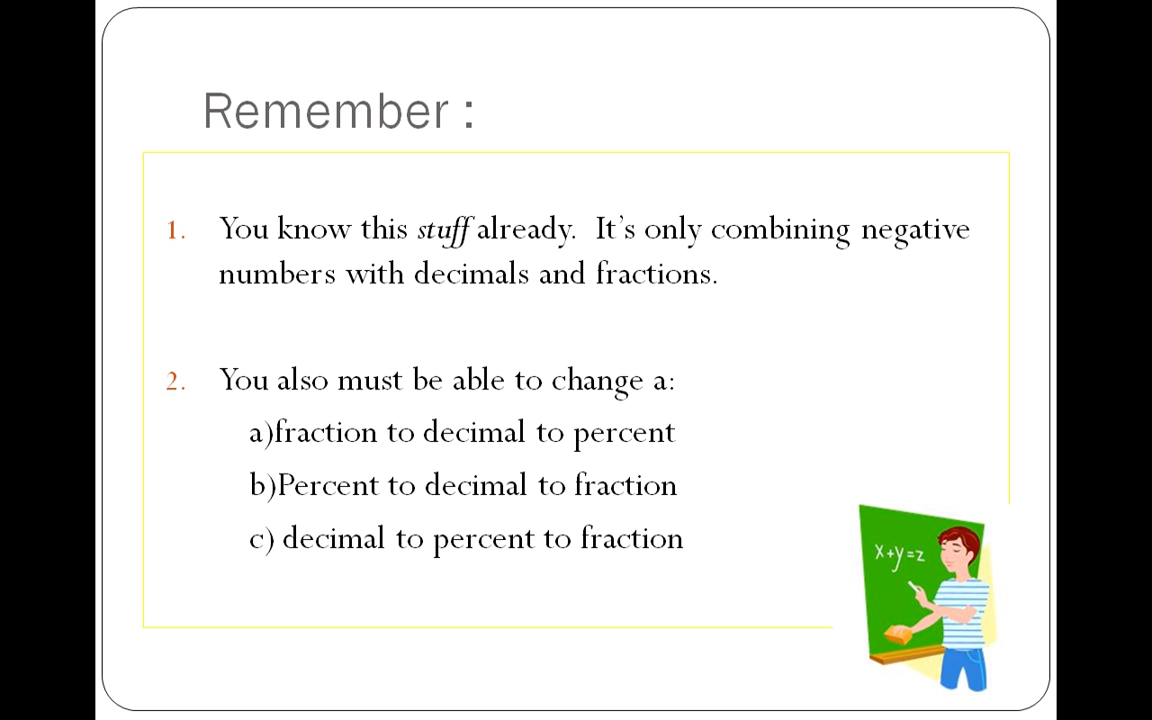 Remember :
1. You know this stuff already. It's only combining negative
numbers with decimals and fractions.
2. You also must be able to change a:
a)fraction to decimal to percent
b)Percent to decimal to fraction
c) decimal to percent to fraction
x+y=z